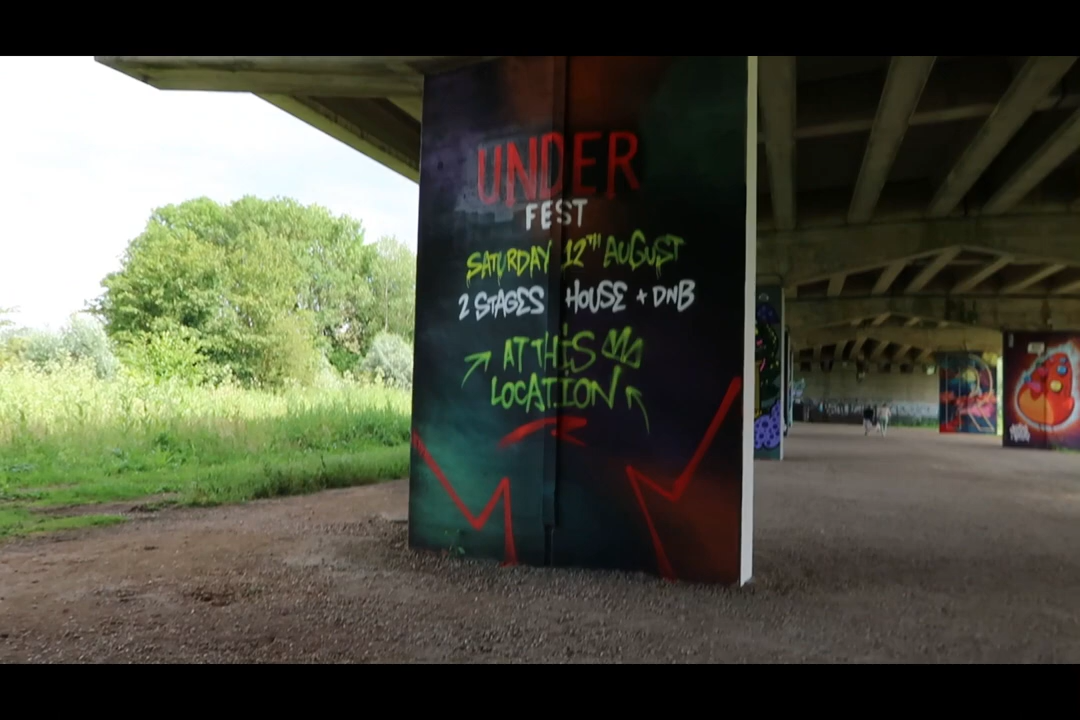 UNDER
FEST
SATURDAY 12TH AUGUST
2 STAGES HOUSE + DNB
AT THIS
LOCATION